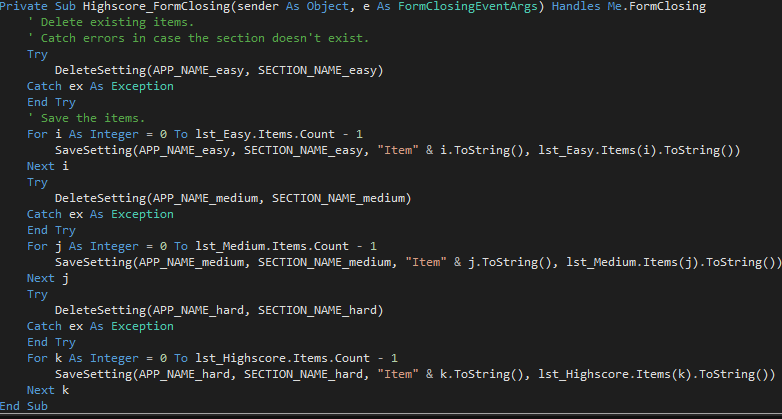 Private Sub Highscore_FormClosing(sender As Object, e As FormClosingEventArgs) Handles Me.FormClosing
    ' Delete existing items.
    ' Catch errors in case the section doesn't exist.
    Try
        DeleteSetting(APP_NAME_easy, SECTION_NAME_easy)
    Catch ex As Exception
    End Try
    ' Save the items.
    For i As Integer = 0 To lst_Easy.Items.Count - 1
        SaveSetting(APP_NAME_easy, SECTION_NAME_easy, "Item" & i.ToString(), lst_Easy.Items(i).ToString())
    Next i
    Try
        DeleteSetting(APP_NAME_medium, SECTION_NAME_medium)
    Catch ex As Exception
    End Try
    For j As Integer = 0 To lst_Medium.Items.Count - 1
        SaveSetting(APP_NAME_medium, SECTION_NAME_medium, "Item" & j.ToString(), lst_Medium.Items(j).ToString())
    Next j
    Try
        DeleteSetting(APP_NAME_hard, SECTION_NAME_hard)
    Catch ex As Exception
    End Try
    For k As Integer = 0 To lst_Highscore.Items.Count - 1
        SaveSetting(APP_NAME_hard, SECTION_NAME_hard, "Item" & k.ToString(), lst_Highscore.Items(k).ToString())
    Next k
End Sub